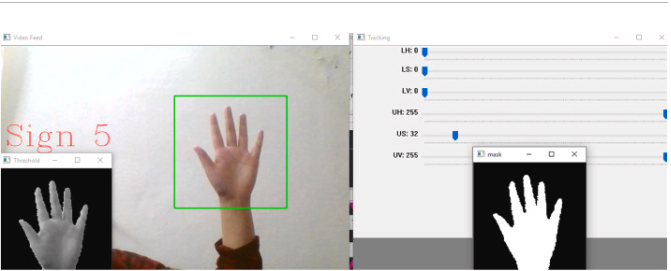 Video Feed
Tracking
LH: 0
LS: 0
LV: 0
UH: 255
US: 32
UV: 255
Sign 5
Threshold
mask